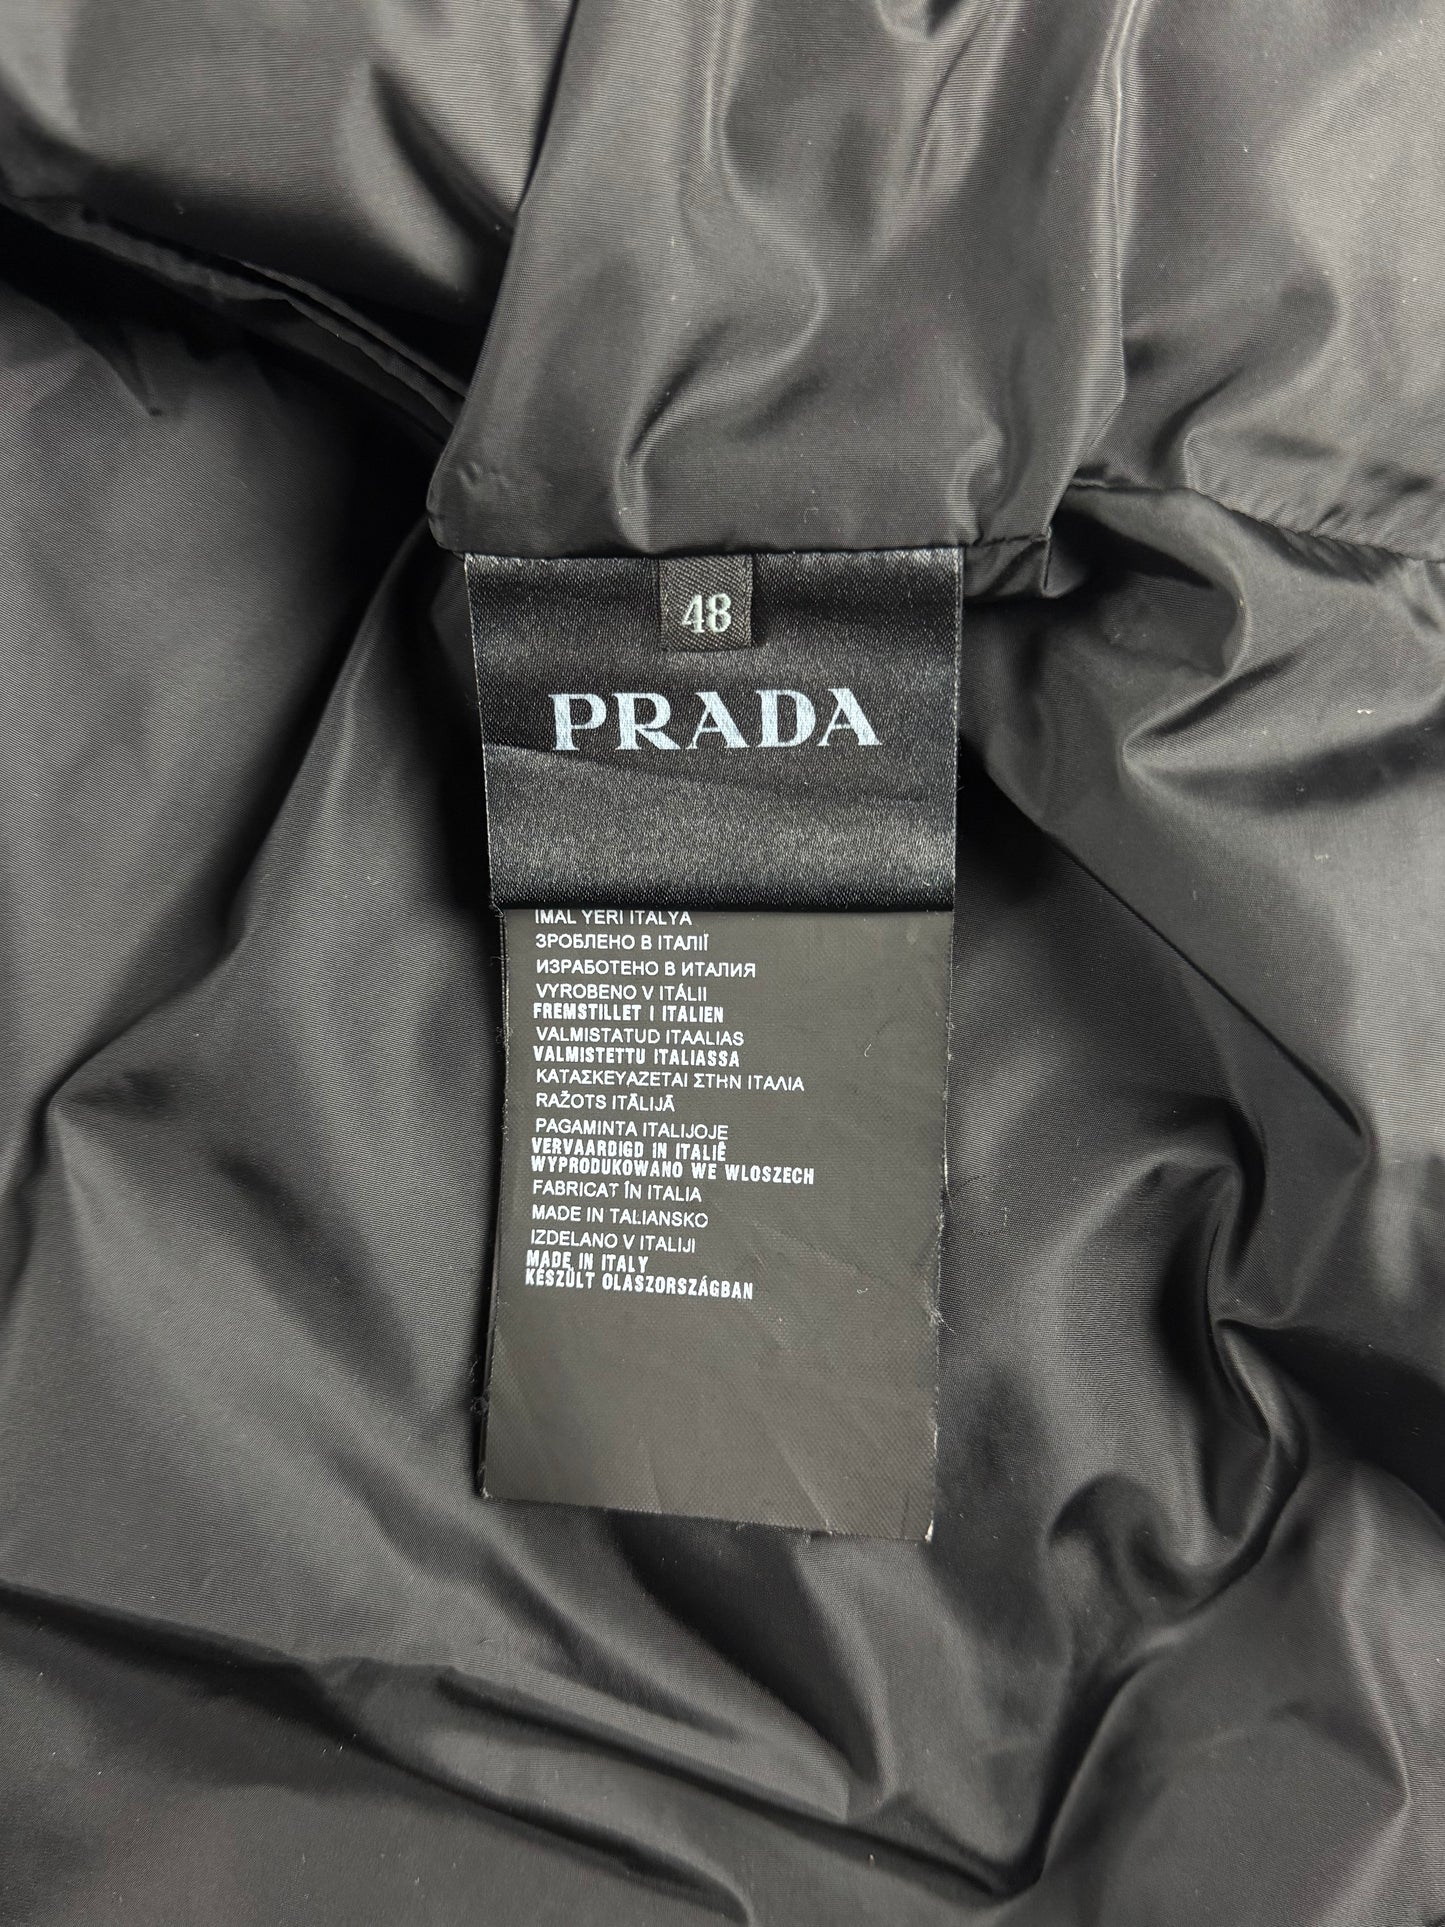 48
PRADA
IMAL YERI ITALYA
ЗРОБЛЕНО В ІТАЛІЇ
ИЗРАБОТЕНО В ИТАЛИЯ
VYROBENO V ITÁLII
FREMSTILLET I ITALIEN
VALMISTATUD ITAALIAS
VALMISTETTU ITALIASSA
ΚΑΤΑΣΚΕΥΑΖΕΤΑΙ ΣΤΗΝ ΙΤΑΛΙΑ
RAŽOTS ITĀLIJĀ
PAGAMINTA ITALIJOJE
VERVAARDIGD IN ITALIË
WYPRODUKOWANO WE WLOSZECH
FABRICAT ÎN ITALIA
MADE IN TALIANSKO
IZDELANO V ITALIJI
MADE IN ITALY
KÉSZÜLT OLASZORSZÁGBAN